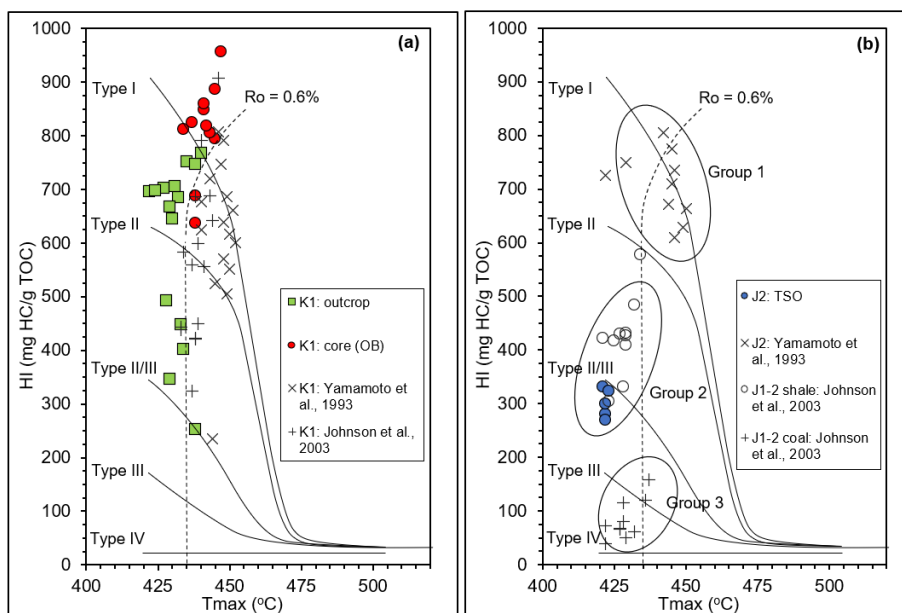 (a)
1000
900
800
700
600
500
400
300
200
100
0
HI (mg HC/g TOC)
400
425
450
475
500
Tmax (oC)
Type I
Ro = 0.6%
Type II
Type II/III
Type III
Type IV
K1: outcrop
K1: core (OB)
K1: Yamamoto et
al., 1993
K1: Johnson et al.,
2003
(b)
1000
900
800
700
600
500
400
300
200
100
0
HI (mg HC/g TOC)
400
425
450
475
500
Tmax (oC)
Type I
Ro = 0.6%
Group 1
Type II
Type II/III
Group 2
Type III
Group 3
Type IV
J2: TSO
J2: Yamamoto et
al., 1993
J1-2 shale: Johnson
et al., 2003
J1-2 coal: Johnson
et al., 2003